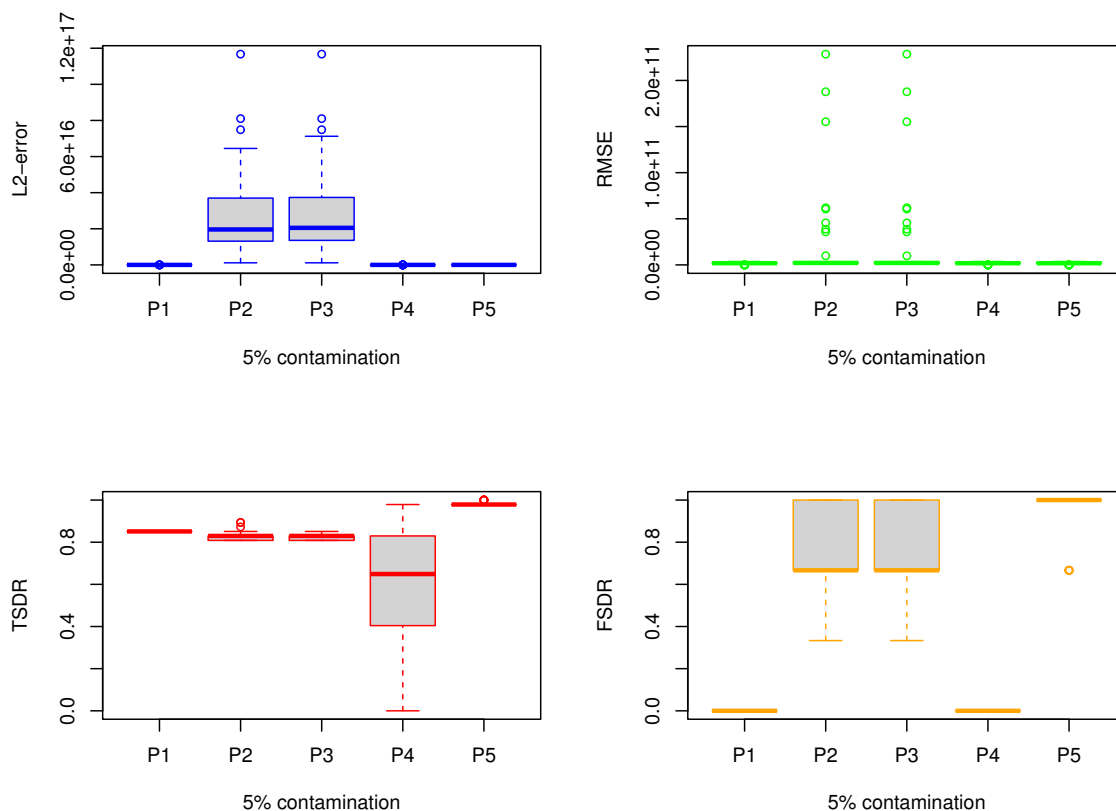 L2−error
0.0e+00 6.0e+16 1.2e+17
P1 P2 P3 P4 P5
5% contamination
RMSE
0.0e+00 1.0e+11 2.0e+11
P1 P2 P3 P4 P5
5% contamination
TSDR
0.0 0.4 0.8
P1 P2 P3 P4 P5
5% contamination
FSDR
0.0 0.4 0.8
P1 P2 P3 P4 P5
5% contamination